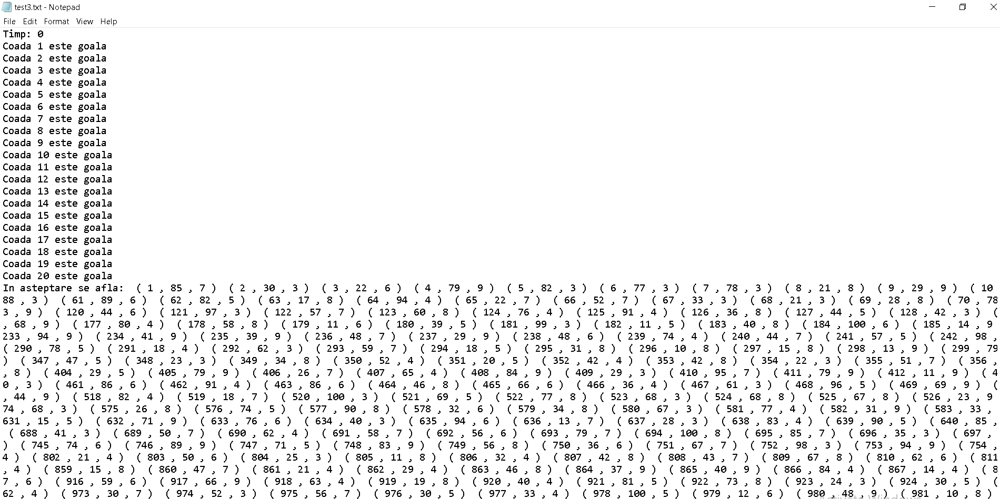 test3.txt - Notepad
File Edit Format View Help
Timp: 0
Coada 1 este goala
Coada 2 este goala
Coada 3 este goala
Coada 4 este goala
Coada 5 este goala
Coada 6 este goala
Coada 7 este goala
Coada 8 este goala
Coada 9 este goala
Coada 10 este goala
Coada 11 este goala
Coada 12 este goala
Coada 13 este goala
Coada 14 este goala
Coada 15 este goala
Coada 16 este goala
Coada 17 este goala
Coada 18 este goala
Coada 19 este goala
Coada 20 este goala
In asteptare se afla:  ( 1 , 85 , 7 )  ( 2 , 30 , 3 )  ( 3 , 22 , 6 )  ( 4 , 79 , 9 )  ( 5 , 82 , 3 )  ( 6 , 77 , 3 )  ( 7 , 78 , 3 )  ( 8 , 21 , 8 )  ( 9 , 29 , 9 )  ( 10
88 , 3 )  ( 61 , 89 , 6 )  ( 62 , 82 , 5 )  ( 63 , 17 , 8 )  ( 64 , 94 , 4 )  ( 65 , 22 , 7 )  ( 66 , 52 , 7 )  ( 67 , 33 , 3 )  ( 68 , 21 , 3 )  ( 69 , 28 , 8 )  ( 70 , 78
3 , 9 )  ( 120 , 44 , 6 )  ( 121 , 97 , 3 )  ( 122 , 57 , 7 )  ( 123 , 60 , 8 )  ( 124 , 76 , 4 )  ( 125 , 91 , 4 )  ( 126 , 36 , 8 )  ( 127 , 44 , 5 )  ( 128 , 42 , 3 )  (
, 68 , 9 )  ( 177 , 80 , 4 )  ( 178 , 58 , 8 )  ( 179 , 11 , 6 )  ( 180 , 39 , 5 )  ( 181 , 99 , 3 )  ( 182 , 11 , 5 )  ( 183 , 40 , 8 )  ( 184 , 100 , 6 )  ( 185 , 14 , 9
233 , 94 , 9 )  ( 234 , 41 , 9 )  ( 235 , 39 , 9 )  ( 236 , 48 , 7 )  ( 237 , 29 , 9 )  ( 238 , 48 , 6 )  ( 239 , 74 , 4 )  ( 240 , 44 , 7 )  ( 241 , 57 , 5 )  ( 242 , 98 ,
( 290 , 78 , 5 )  ( 291 , 18 , 4 )  ( 292 , 62 , 3 )  ( 293 , 59 , 7 )  ( 294 , 18 , 5 )  ( 295 , 31 , 8 )  ( 296 , 10 , 8 )  ( 297 , 15 , 8 )  ( 298 , 13 , 9 )  ( 299 , 79
)  ( 347 , 47 , 5 )  ( 348 , 23 , 3 )  ( 349 , 34 , 8 )  ( 350 , 52 , 4 )  ( 351 , 20 , 5 )  ( 352 , 42 , 4 )  ( 353 , 42 , 8 )  ( 354 , 22 , 3 )  ( 355 , 51 , 7 )  ( 356 ,
, 8 )  ( 404 , 29 , 5 )  ( 405 , 79 , 9 )  ( 406 , 26 , 7 )  ( 407 , 65 , 4 )  ( 408 , 84 , 9 )  ( 409 , 29 , 3 )  ( 410 , 95 , 7 )  ( 411 , 79 , 9 )  ( 412 , 11 , 9 )  ( 4
0 , 3 )  ( 461 , 86 , 6 )  ( 462 , 91 , 4 )  ( 463 , 86 , 6 )  ( 464 , 46 , 8 )  ( 465 , 66 , 6 )  ( 466 , 36 , 4 )  ( 467 , 61 , 3 )  ( 468 , 96 , 5 )  ( 469 , 69 , 9 )  (
, 44 , 9 )  ( 518 , 82 , 4 )  ( 519 , 18 , 7 )  ( 520 , 100 , 3 )  ( 521 , 69 , 5 )  ( 522 , 77 , 8 )  ( 523 , 68 , 3 )  ( 524 , 68 , 8 )  ( 525 , 67 , 8 )  ( 526 , 23 , 9
74 , 68 , 3 )  ( 575 , 26 , 8 )  ( 576 , 74 , 5 )  ( 577 , 90 , 8 )  ( 578 , 32 , 6 )  ( 579 , 34 , 8 )  ( 580 , 67 , 3 )  ( 581 , 77 , 4 )  ( 582 , 31 , 9 )  ( 583 , 33 ,
631 , 15 , 5 )  ( 632 , 71 , 9 )  ( 633 , 76 , 6 )  ( 634 , 40 , 3 )  ( 635 , 94 , 6 )  ( 636 , 13 , 7 )  ( 637 , 28 , 3 )  ( 638 , 83 , 4 )  ( 639 , 90 , 5 )  ( 640 , 85 ,
( 688 , 41 , 3 )  ( 689 , 50 , 7 )  ( 690 , 62 , 4 )  ( 691 , 58 , 7 )  ( 692 , 56 , 6 )  ( 693 , 79 , 7 )  ( 694 , 100 , 8 )  ( 695 , 85 , 7 )  ( 696 , 35 , 3 )  ( 697 ,
)  ( 745 , 74 , 6 )  ( 746 , 89 , 9 )  ( 747 , 71 , 5 )  ( 748 , 83 , 9 )  ( 749 , 56 , 8 )  ( 750 , 36 , 6 )  ( 751 , 67 , 7 )  ( 752 , 98 , 3 )  ( 753 , 94 , 9 )  ( 754 ,
4 )  ( 802 , 21 , 4 )  ( 803 , 50 , 6 )  ( 804 , 25 , 3 )  ( 805 , 11 , 8 )  ( 806 , 32 , 4 )  ( 807 , 42 , 8 )  ( 808 , 43 , 7 )  ( 809 , 67 , 8 )  ( 810 , 62 , 6 )  ( 811
, 4 )  ( 859 , 15 , 8 )  ( 860 , 47 , 7 )  ( 861 , 21 , 4 )  ( 862 , 29 , 4 )  ( 863 , 46 , 8 )  ( 864 , 37 , 9 )  ( 865 , 40 , 9 )  ( 866 , 84 , 4 )  ( 867 , 14 , 4 )  ( 8
7 , 6 )  ( 916 , 59 , 6 )  ( 917 , 66 , 9 )  ( 918 , 63 , 4 )  ( 919 , 19 , 8 )  ( 920 , 40 , 4 )  ( 921 , 81 , 5 )  ( 922 , 73 , 8 )  ( 923 , 24 , 3 )  ( 924 , 30 , 5 )  (
62 , 4 )  ( 973 , 30 , 7 )  ( 974 , 52 , 3 )  ( 975 , 56 , 7 )  ( 976 , 30 , 5 )  ( 977 , 33 , 4 )  ( 978 , 100 , 5 )  ( 979 , 12 , 6 )  ( 980 , 48 , 9 )  ( 981 , 10 , 8 )